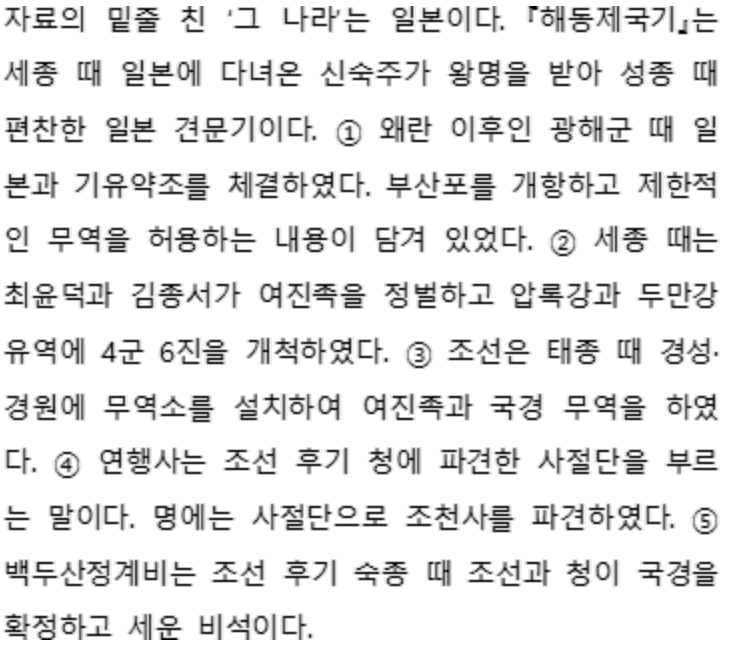 자료의 밑줄 친 ‘그 나라’는 일본이다. 『해동제국기』는
세종 때 일본에 다녀온 신숙주가 왕명을 받아 성종 때
편찬한 일본 견문기이다. ① 왜란 이후인 광해군 때 일
본과 기유약조를 체결하였다. 부산포를 개항하고 제한적
인 무역을 허용하는 내용이 담겨 있었다. ② 세종 때는
최윤덕과 김종서가 여진족을 정벌하고 압록강과 두만강
유역에 4군 6진을 개척하였다. ③ 조선은 태종 때 경성·
경원에 무역소를 설치하여 여진족과 국경 무역을 하였
다. ④ 연행사는 조선 후기 청에 파견한 사절단을 부르
는 말이다. 명에는 사절단으로 조천사를 파견하였다. ⑤
백두산정계비는 조선 후기 숙종 때 조선과 청이 국경을
확정하고 세운 비석이다.